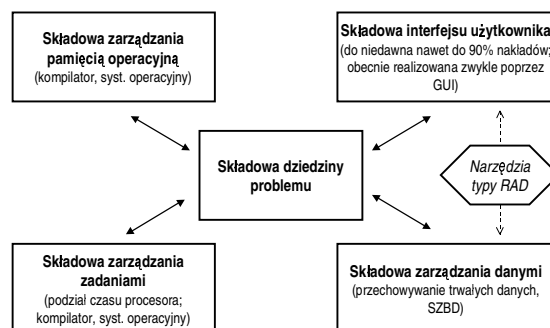 Składowa zarządzania
pamięcią operacyjną
(kompilator, syst. operacyjny)
Składowa interfejsu użytkownika
(do niedawna nawet do 90% nakładów;
obecnie realizowana zwykle poprzez
GUI)
Składowa dziedziny
problemu
Narzędzia
typy RAD
Składowa zarządzania
zadaniami
(podział czasu procesora;
kompilator, syst. operacyjny)
Składowa zarządzania danymi
(przechowywanie trwałych danych,
SZBD)